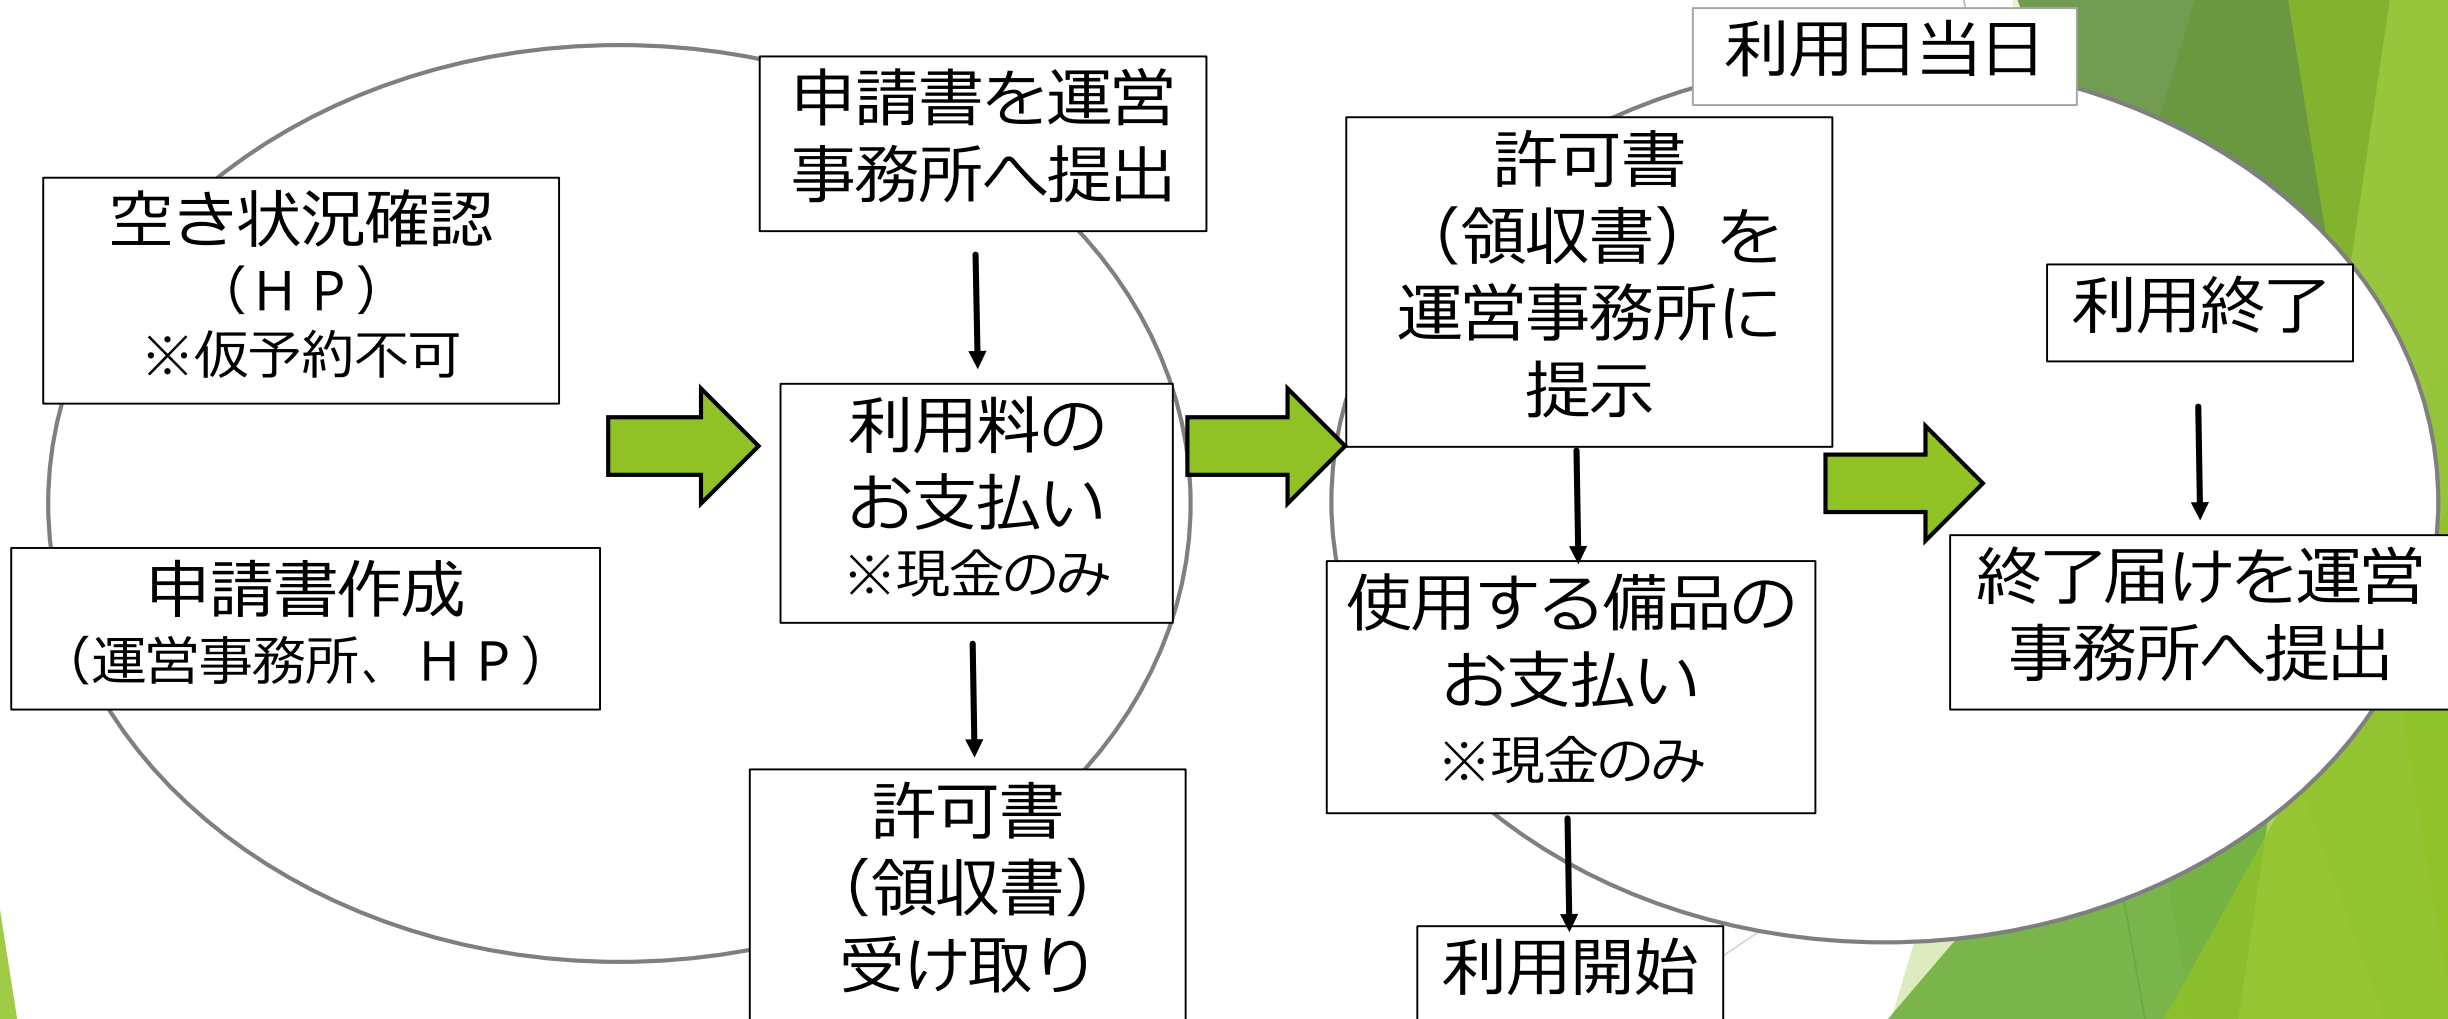 空き状況確認
（ＨＰ）
※仮予約不可
申請書作成
（運営事務所、ＨＰ）
申請書を運営
事務所へ提出
利用料の
お支払い
※現金のみ
許可書
（領収書）
受け取り
利用日当日
許可書
（領収書）を
運営事務所に
提示
使用する備品の
お支払い
※現金のみ
利用開始
利用終了
終了届けを運営
事務所へ提出